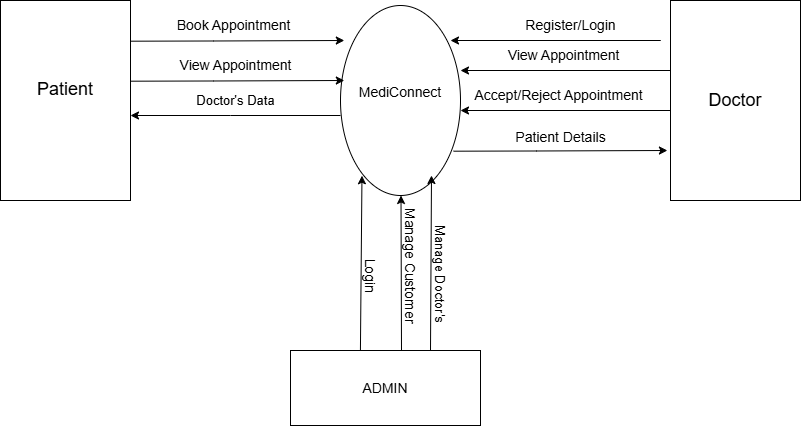 Book Appointment
View Appointment
Doctor's Data
Patient
MediConnect
Register/Login
View Appointment
Accept/Reject Appointment
Patient Details
Doctor
Login
Manage Customer
Manage Doctor's
ADMIN